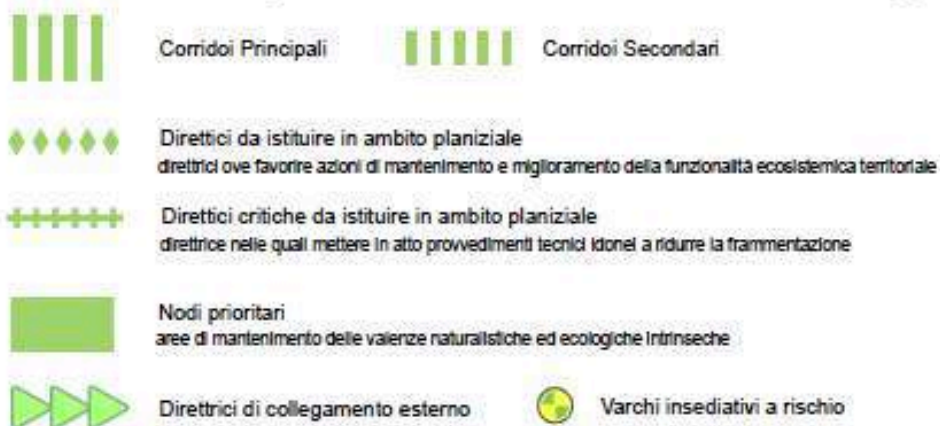 Corridoi Principali Corridoi Secondari
Direttici da istituire in ambito planiziale
direttrici ove favorire azioni di mantenimento e miglioramento della funzionalità ecosistemica territoriale
Direttici critiche da istituire in ambito planiziale
direttrice nelle quali mettere in atto provvedimenti tecnici idonei a ridurre la frammentazione
Nodi prioritari
aree di mantenimento delle valenze naturalistiche ed ecologiche intrinseche
Direttrici di collegamento esterno Varchi insediativi a rischio